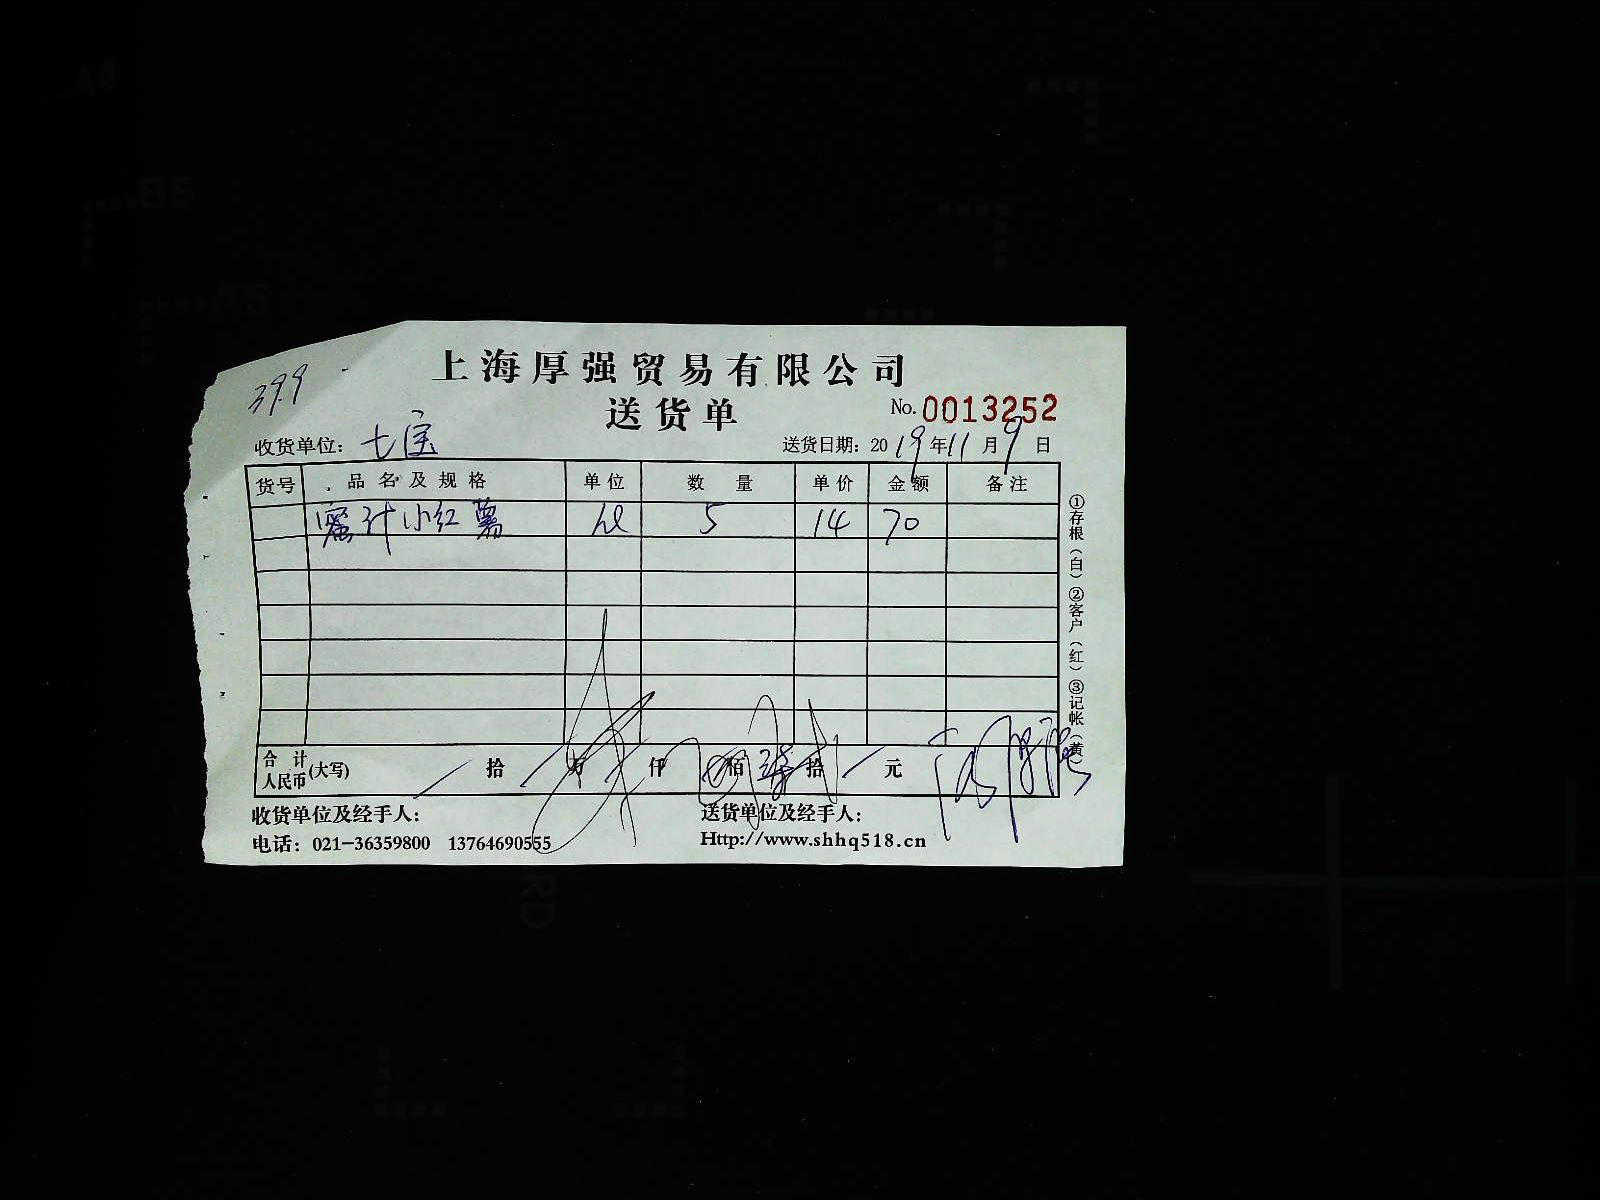 上海厚强贸易有限公司
399
送货单
No. 0013252
收货单位: 七宝
送货日期: 2019年11月9日
货号 品名及规格 单位 数量 单价 金额 备注
蜜汁小红薯 5 14 70
①存根(白)②客户(红)③记帐(黄)
合计人民币(大写) 拾 万 仟 佰 柒 拾 元
收货单位及经手人:
送货单位及经手人:
电话: 021-36359800 13764690555
Http://www.shhq518.cn
A4
B5
RD